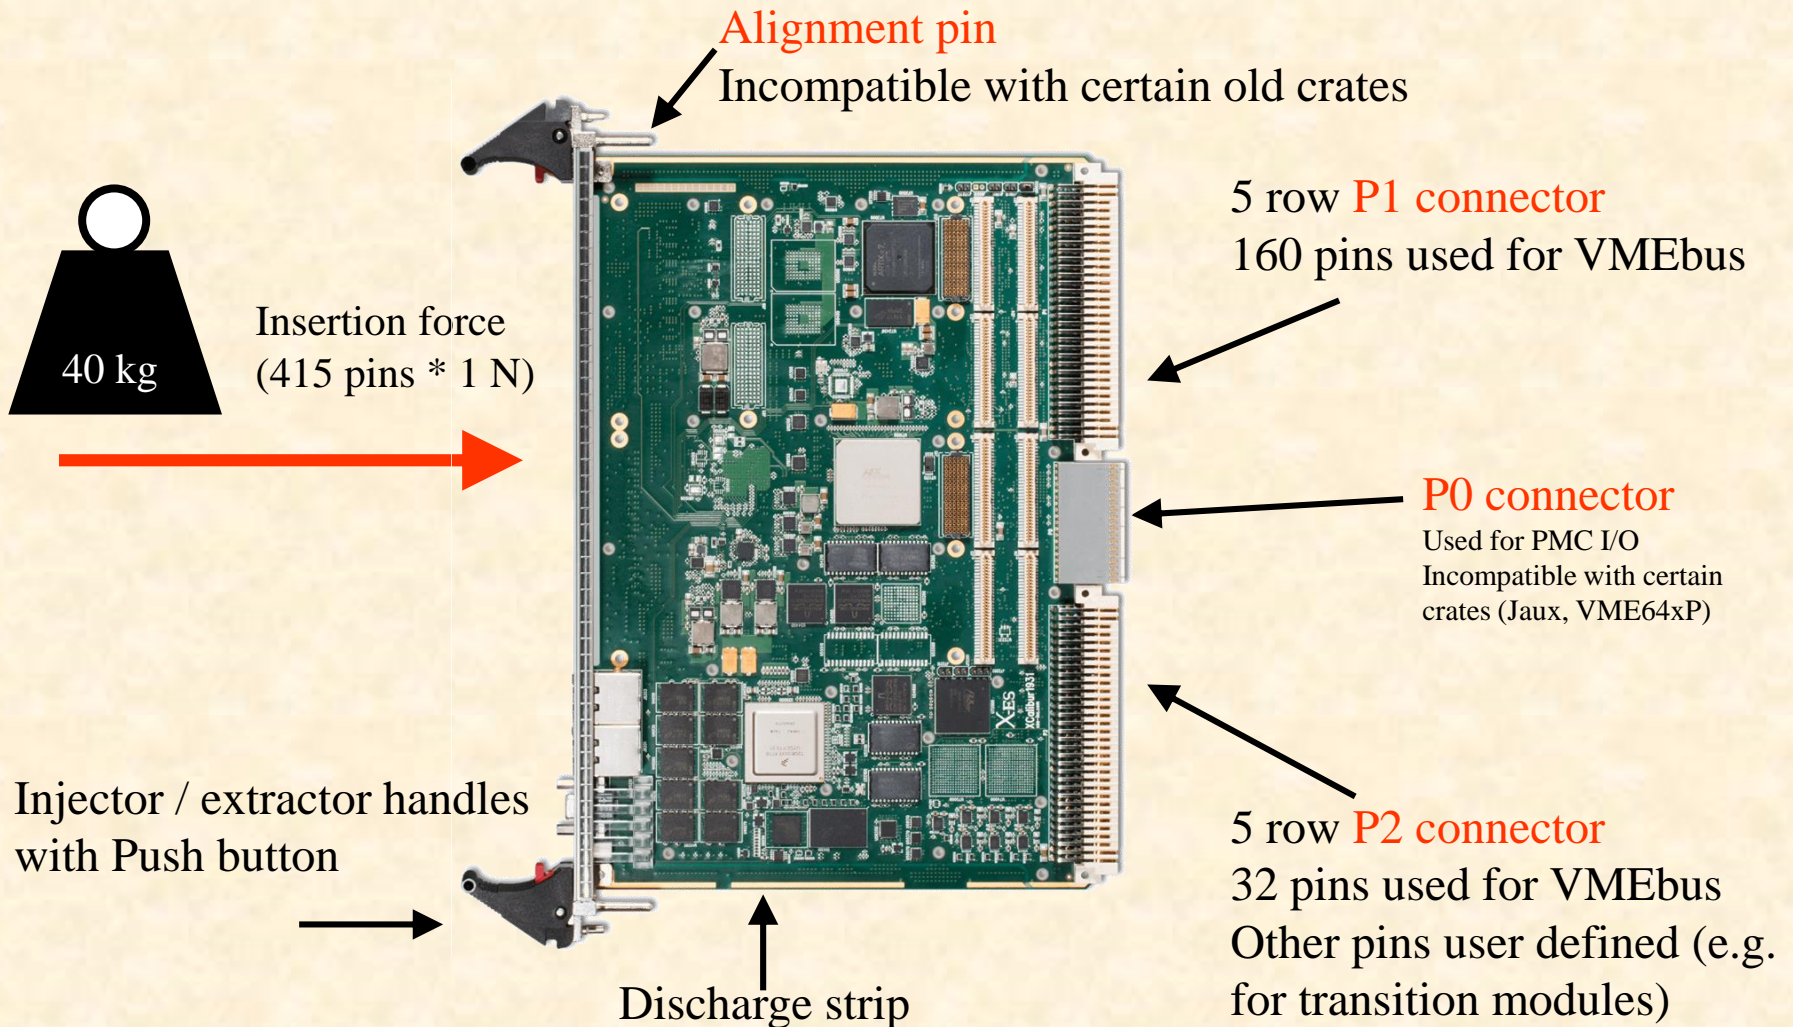 Alignment pin
Incompatible with certain old crates
5 row P1 connector
160 pins used for VMEbus
40 kg
Insertion force
(415 pins * 1 N)
P0 connector
Used for PMC I/O
Incompatible with certain
crates (Jaux, VME64xP)
X-ES
XCalibur1931
Injector / extractor handles
with Push button
5 row P2 connector
32 pins used for VMEbus
Other pins user defined (e.g.
for transition modules)
Discharge strip